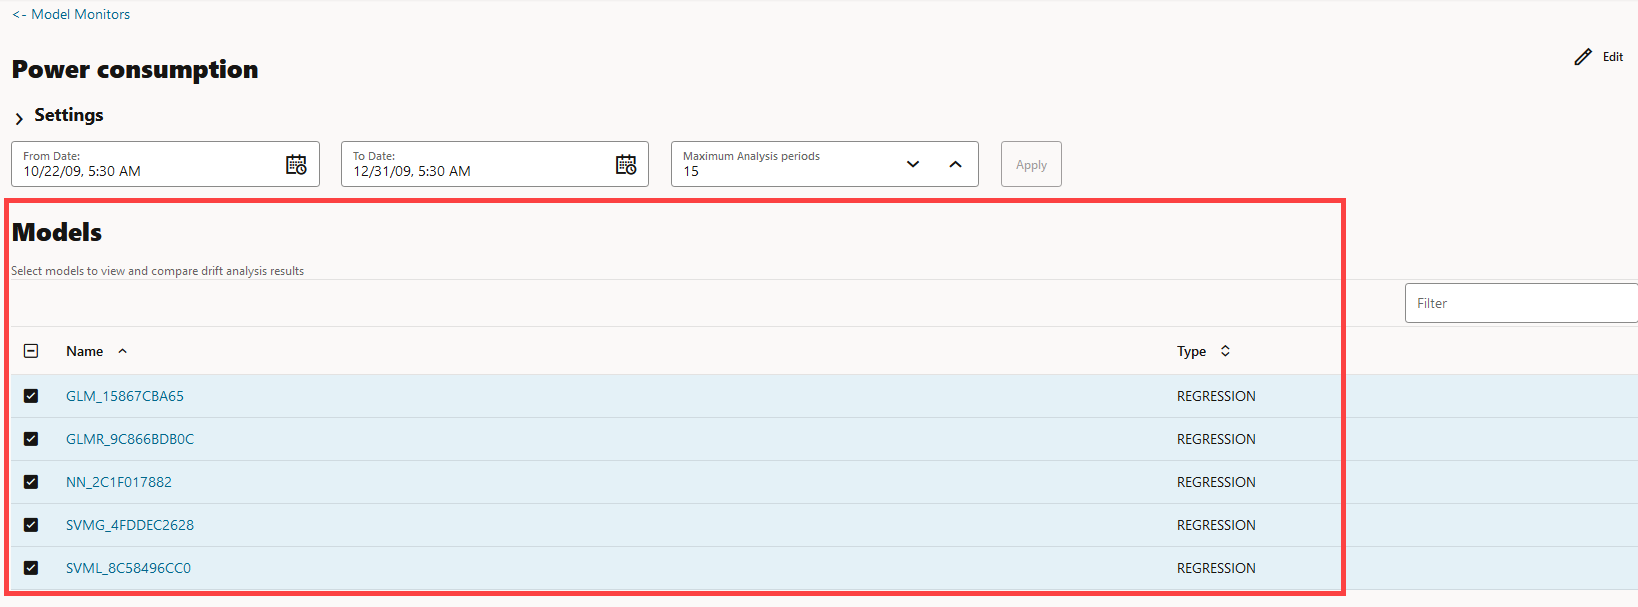 <- Model Monitors
Power consumption
Edit
Settings
From Date:
10/22/09, 5:30 AM
To Date:
12/31/09, 5:30 AM
Maximum Analysis periods
15
Apply
Models
Select models to view and compare drift analysis results
Filter
Name Type
GLM_15867CBA65 REGRESSION
GLMR_9C866BDB0C REGRESSION
NN_2C1F017882 REGRESSION
SVMG_4FDDEC2628 REGRESSION
SVML_8C58496CC0 REGRESSION